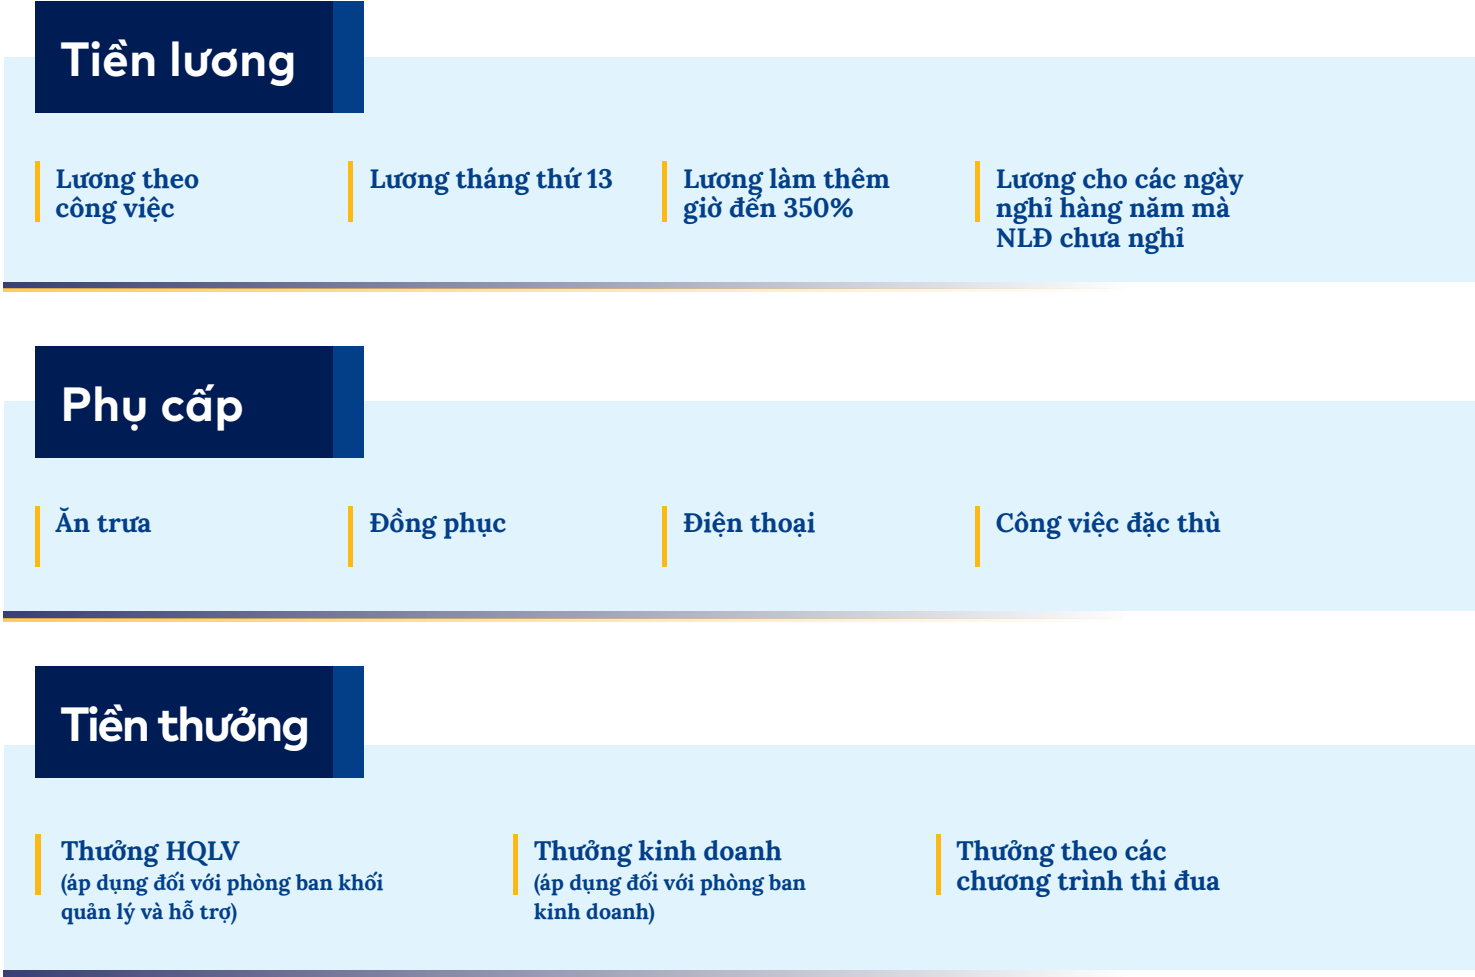 Tiền lương
Lương theo
công việc
Lương tháng thứ 13
Lương làm thêm
giờ đến 350%
Lương cho các ngày
nghỉ hàng năm mà
NLĐ chưa nghỉ
Phụ cấp
Ăn trưa
Đồng phục
Điện thoại
Công việc đặc thù
Tiền thưởng
Thưởng HQLV
(áp dụng đối với phòng ban khối
quản lý và hỗ trợ)
Thưởng kinh doanh
(áp dụng đối với phòng ban
kinh doanh)
Thưởng theo các
chương trình thi đua